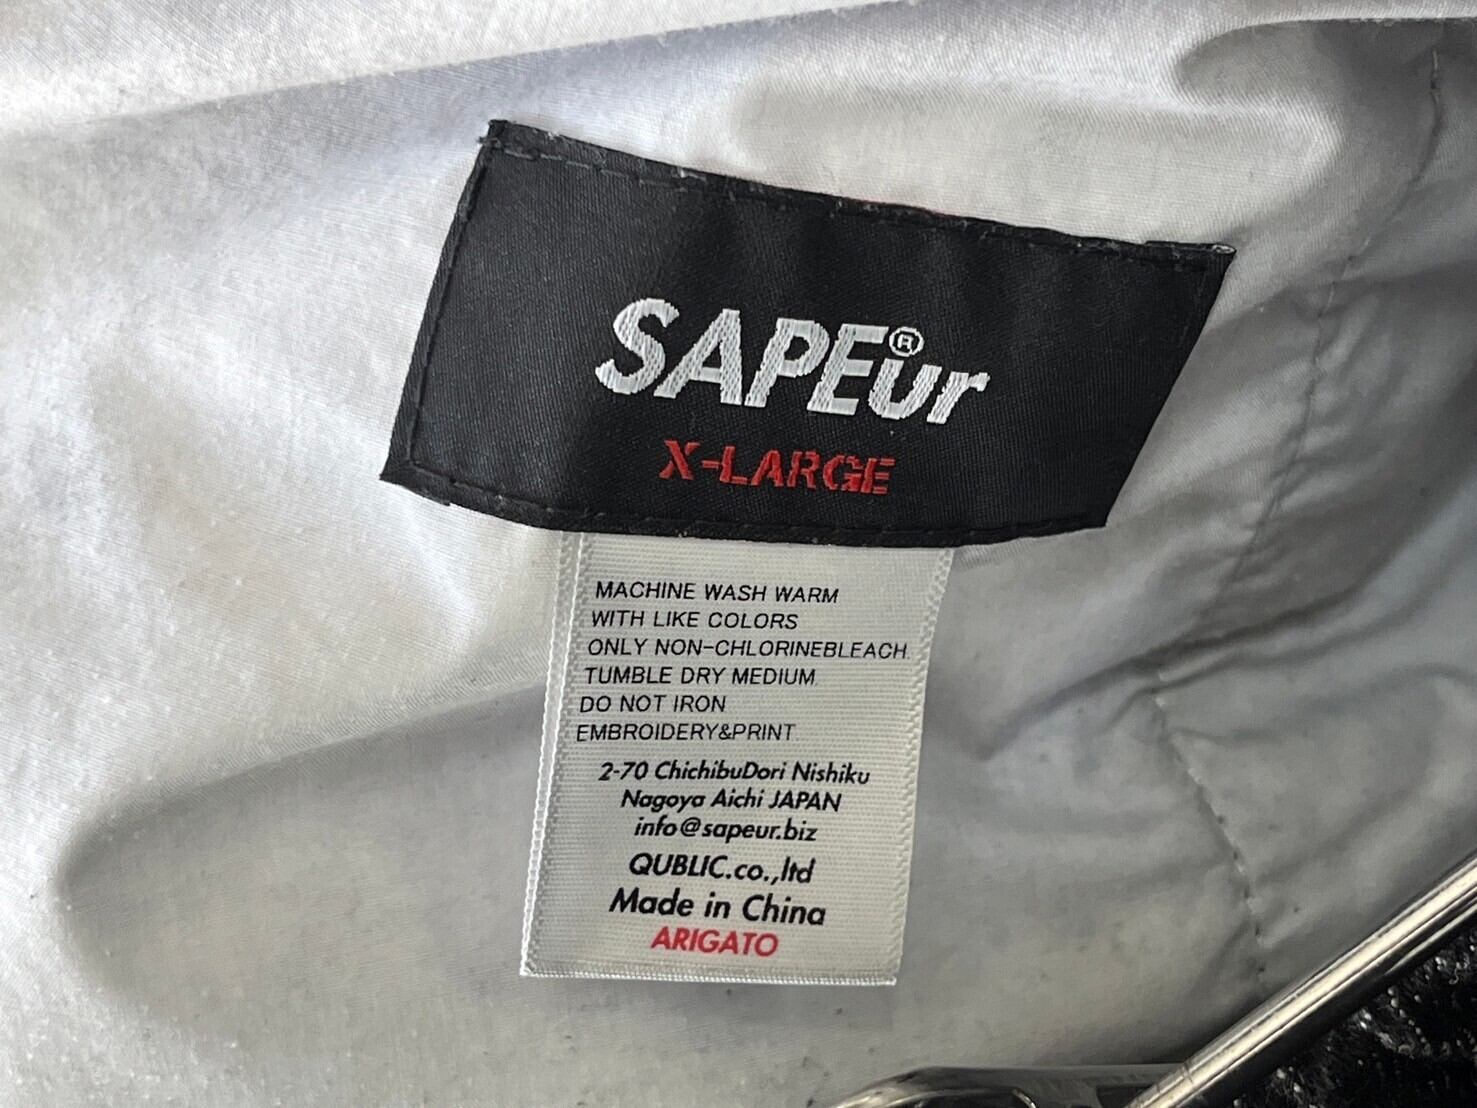 SAPEur®
X-LARGE
MACHINE WASH WARM
WITH LIKE COLORS
ONLY NON-CHLORINEBLEACH.
TUMBLE DRY MEDIUM
DO NOT IRON
EMBROIDERY&PRINT.
2-70 ChichibuDori Nishiku
Nagoya Aichi JAPAN
info@sapeur.biz
QUBLIC.co.,ltd
Made in China
ARIGATO